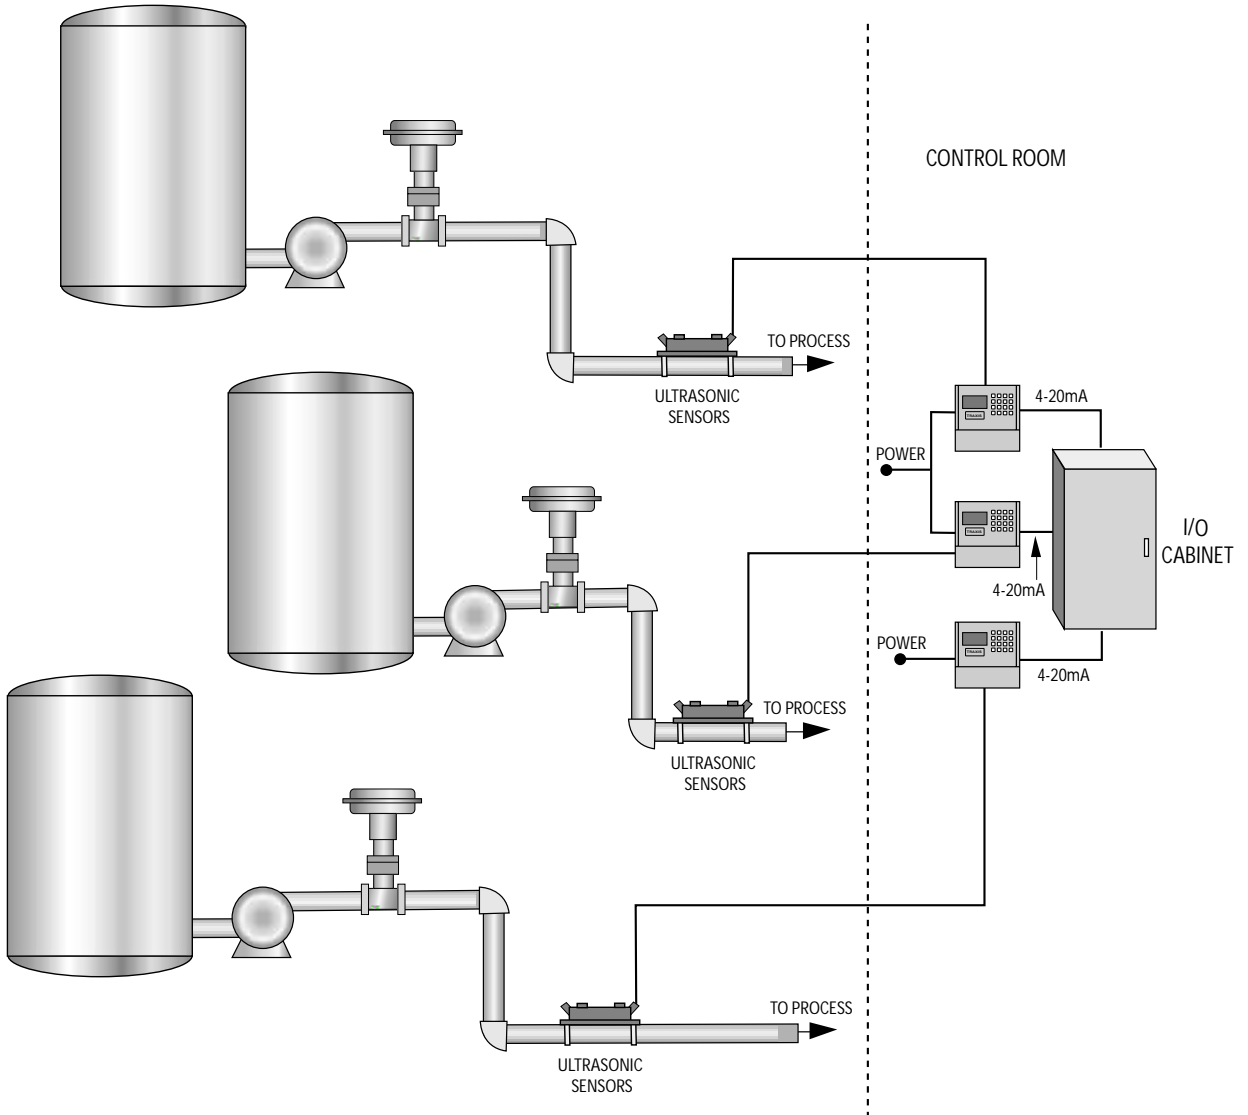 CONTROL ROOM
TO PROCESS
ULTRASONIC
SENSORS
4-20mA
POWER
I/O
CABINET
4-20mA
POWER
4-20mA
TO PROCESS
ULTRASONIC
SENSORS
TO PROCESS
ULTRASONIC
SENSORS